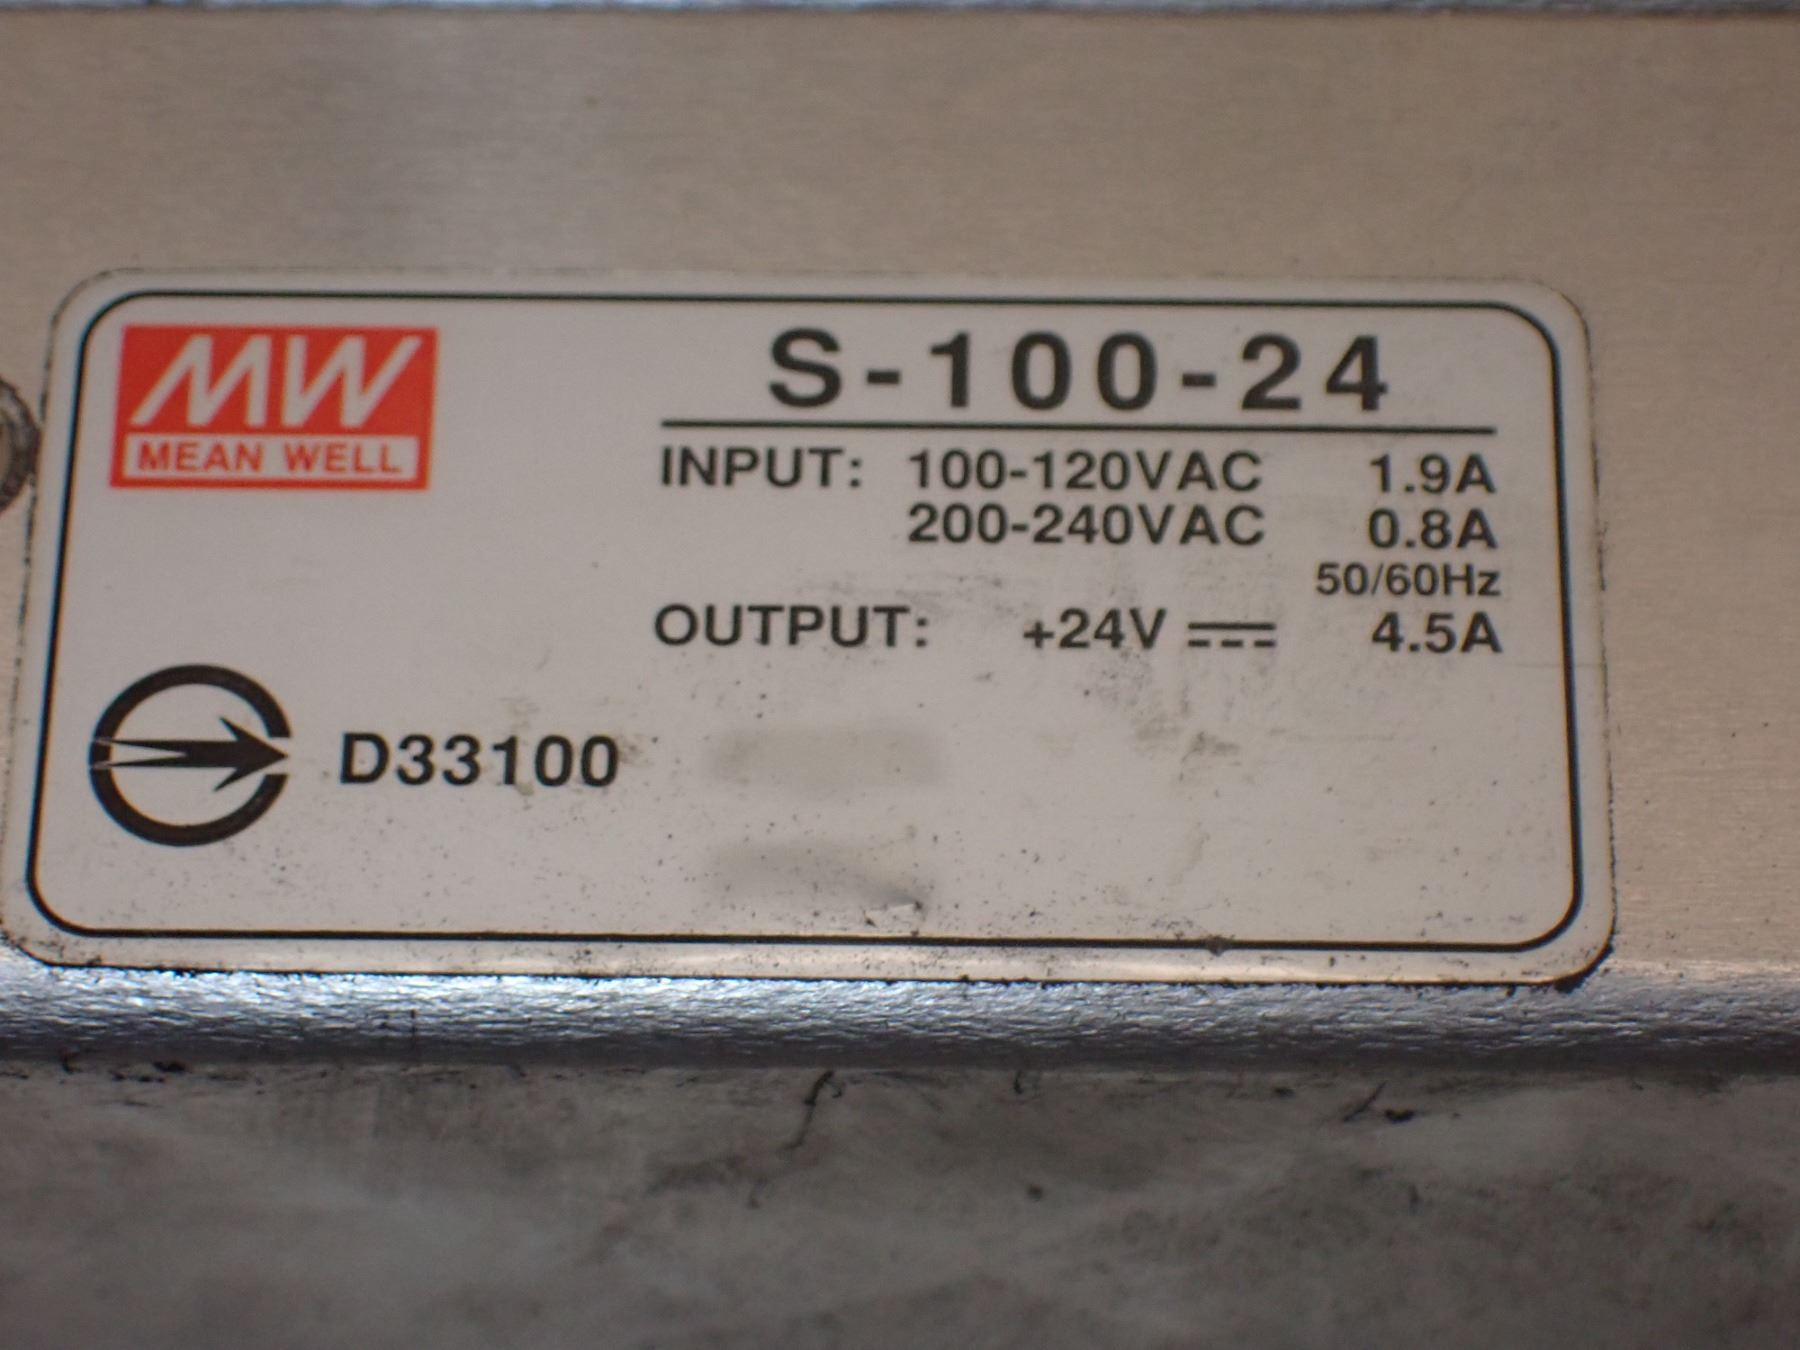 MW
MEAN WELL
S-100-24
INPUT: 100-120VAC 1.9A
200-240VAC 0.8A
50/60Hz
OUTPUT: +24V 4.5A
D33100